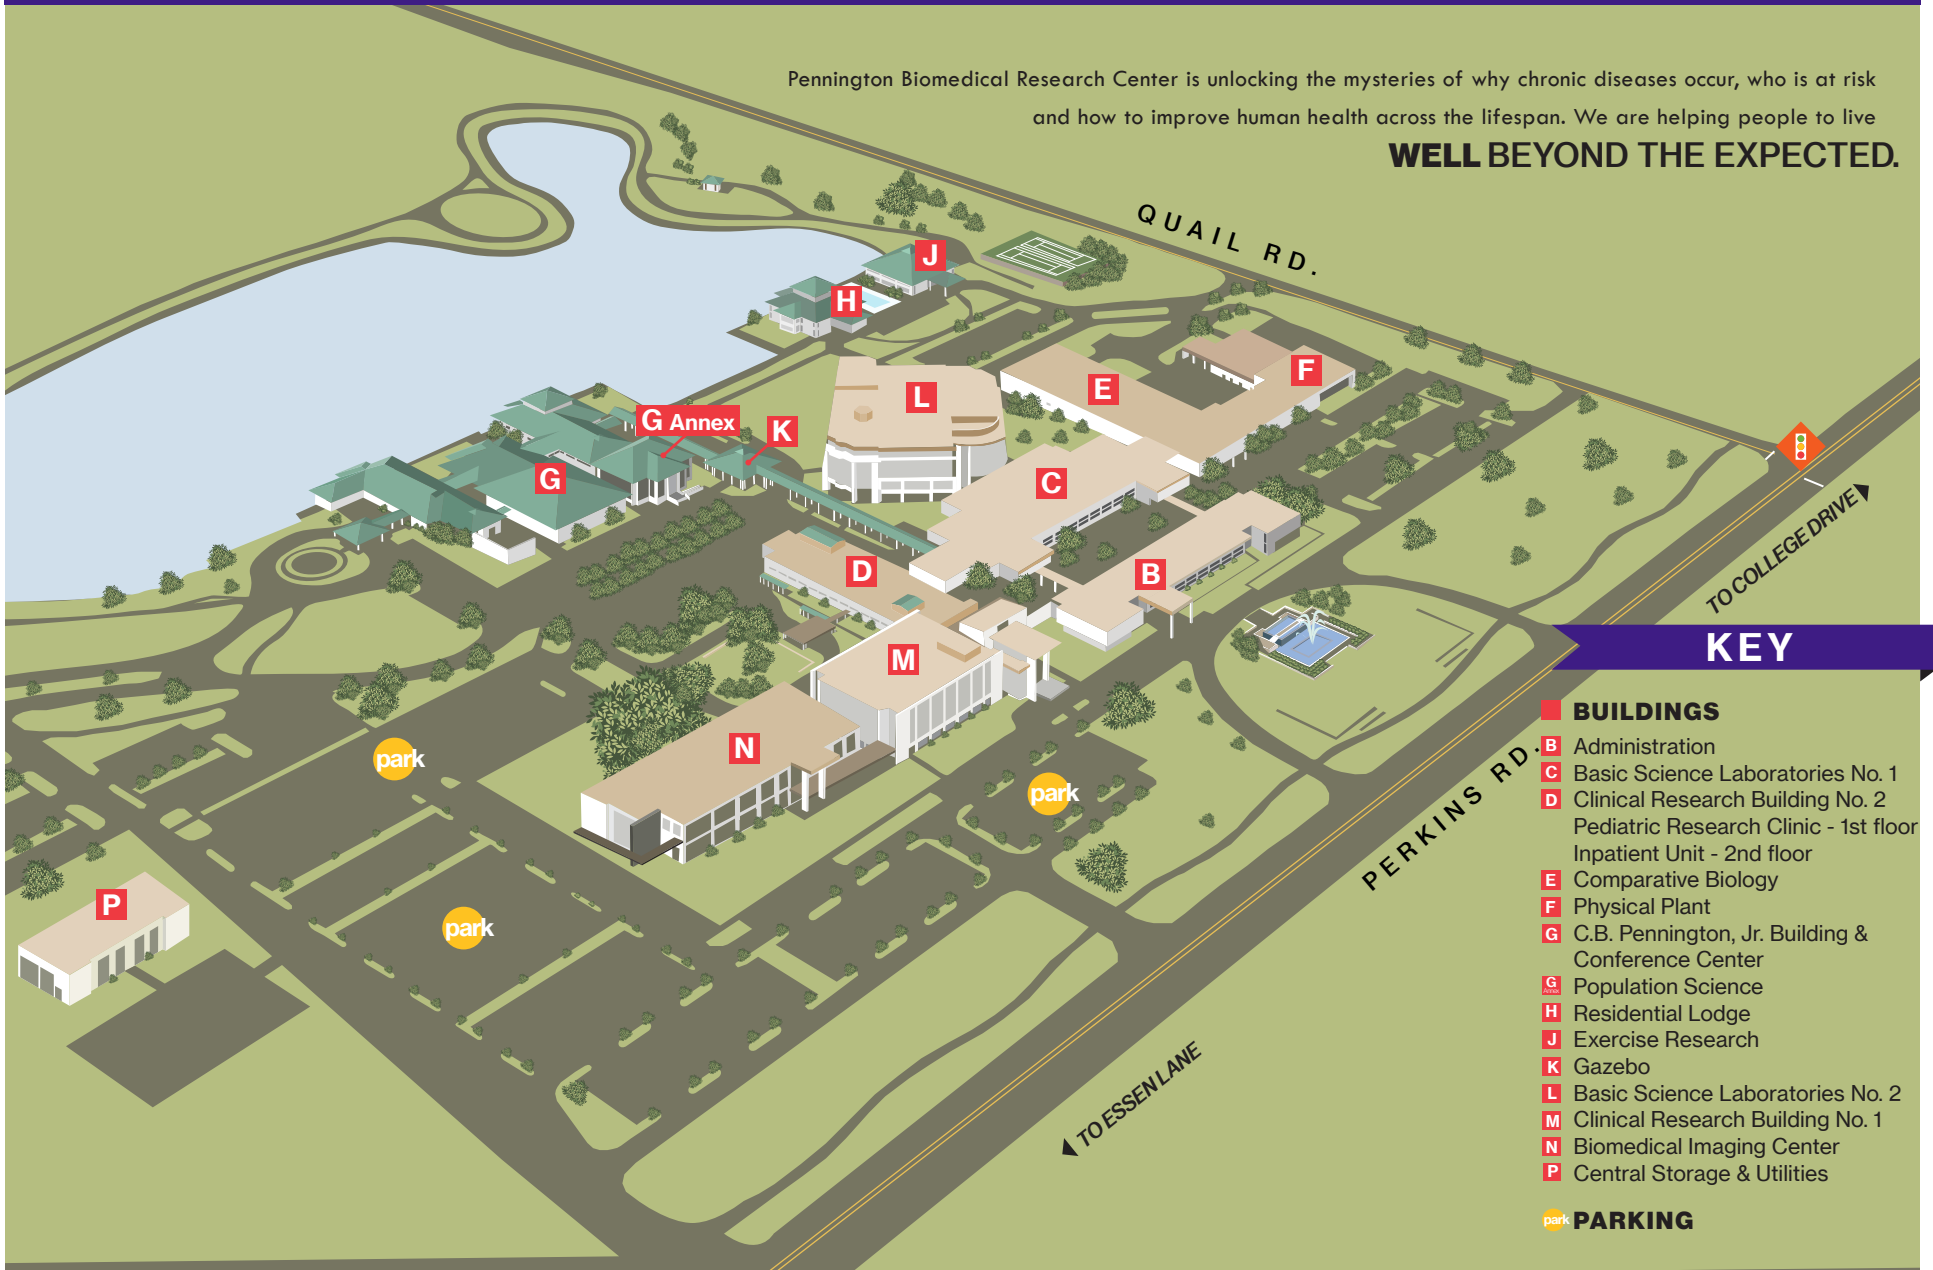 Pennington Biomedical Research Center is unlocking the mysteries of why chronic diseases occur, who is at risk
and how to improve human health across the lifespan. We are helping people to live
WELL BEYOND THE EXPECTED.
QUAIL RD.
J
H
F
E
L
G Annex
K
G
C
D
B
M
N
P
park
park
park
TO COLLEGE DRIVE
PERKINS RD.
TO ESSEN LANE
KEY
BUILDINGS
B Administration
C Basic Science Laboratories No. 1
D Clinical Research Building No. 2
Pediatric Research Clinic - 1st floor
Inpatient Unit - 2nd floor
E Comparative Biology
F Physical Plant
G C.B. Pennington, Jr. Building &
Conference Center
G Annex Population Science
H Residential Lodge
J Exercise Research
K Gazebo
L Basic Science Laboratories No. 2
M Clinical Research Building No. 1
N Biomedical Imaging Center
P Central Storage & Utilities
park PARKING